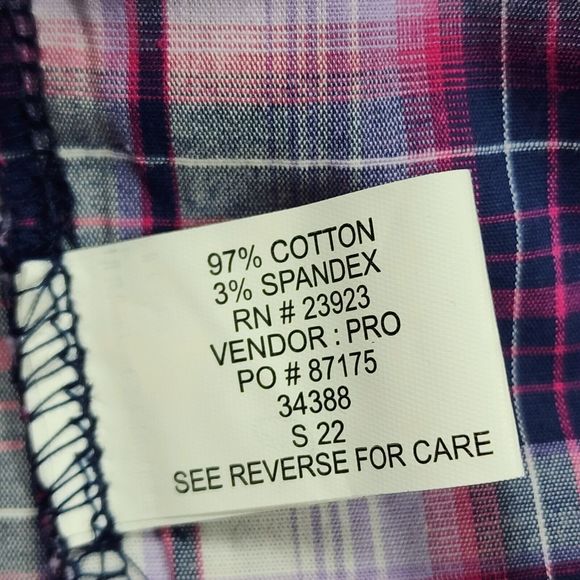 97% COTTON
3% SPANDEX
RN # 23923
VENDOR : PRO
PO # 87175
34388
S 22
SEE REVERSE FOR CARE